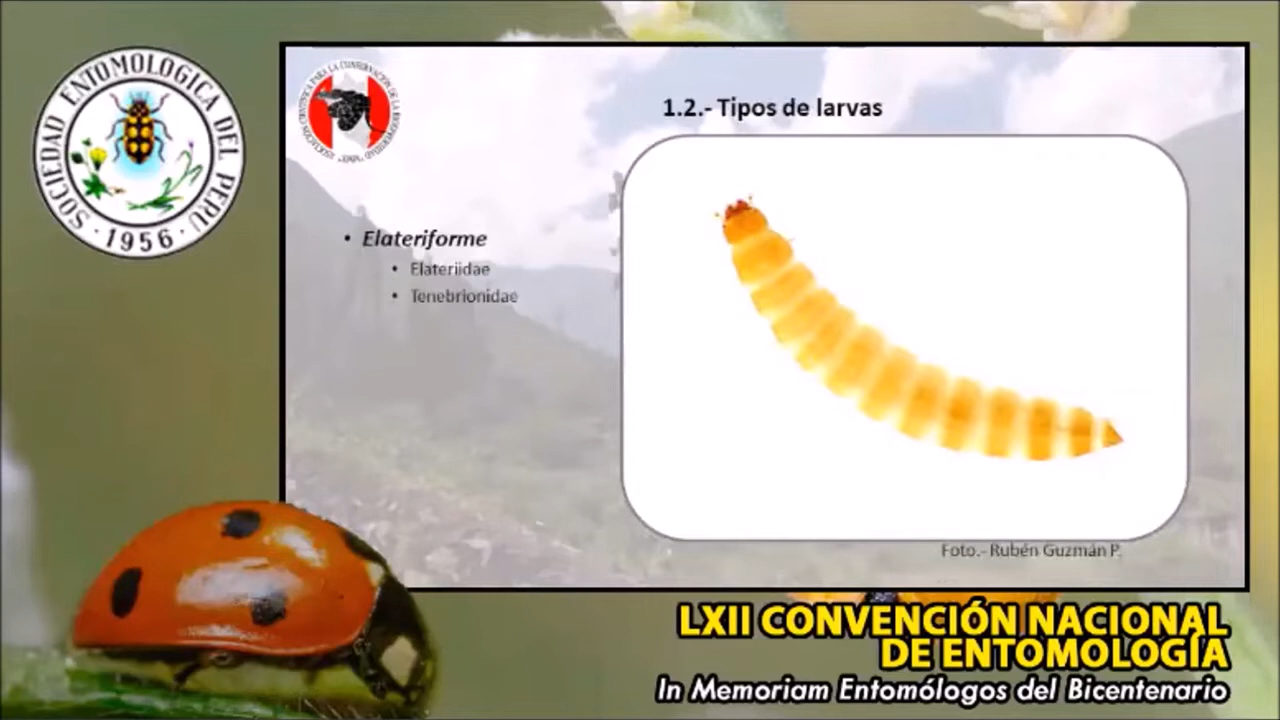 SOCIEDAD ENTOMOLOGICA DEL PERU
· 1956 ·
1.2.- Tipos de larvas
• Elateriforme
• Elateriidae
• Tenebrionidae
Foto.- Rubén Guzmán P.
LXII CONVENCIÓN NACIONAL
DE ENTOMOLOGÍA
In Memoriam Entomólogos del Bicentenario